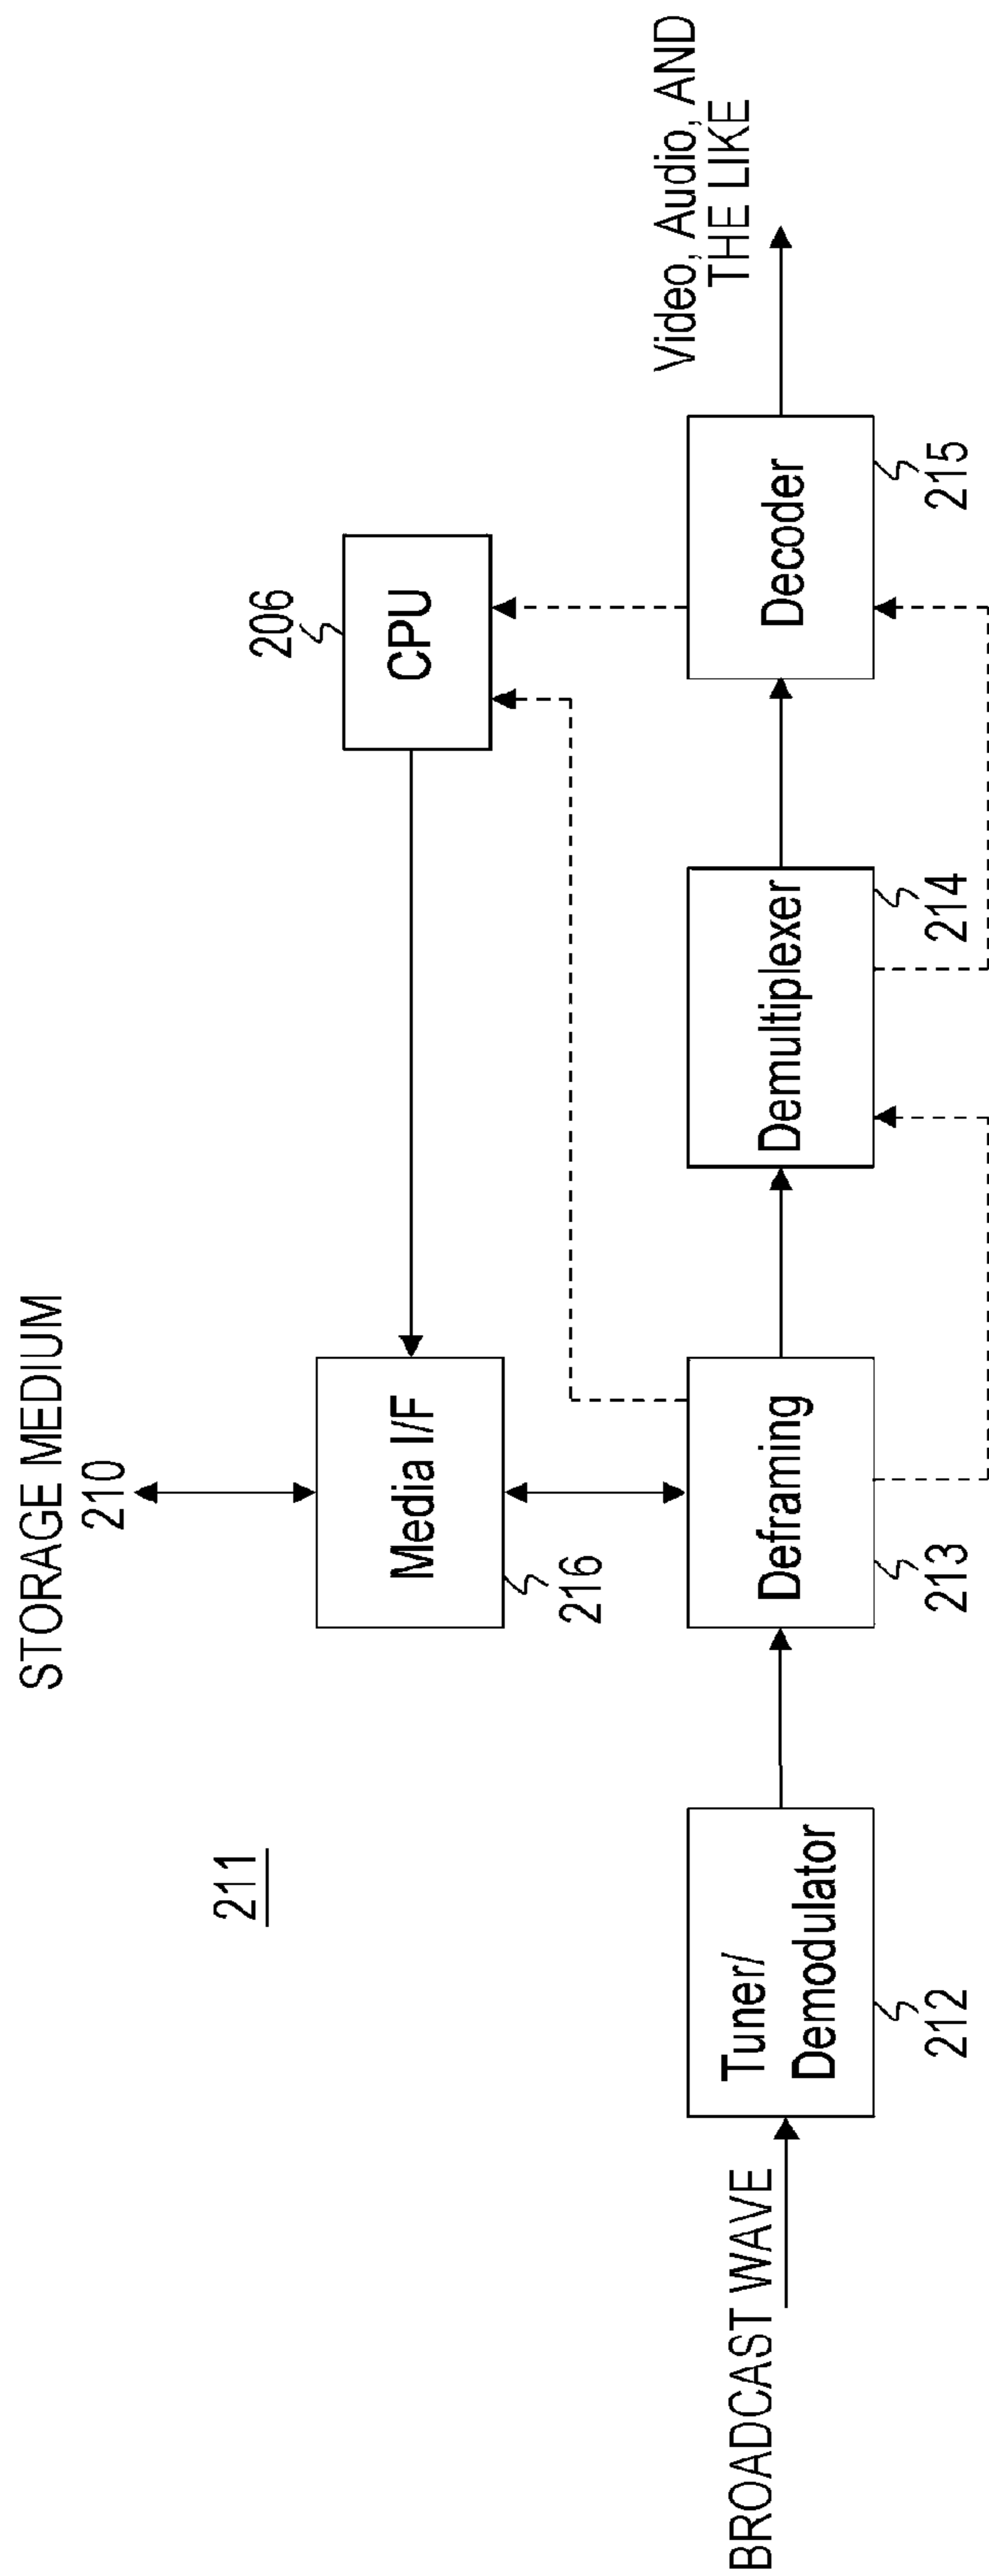 STORAGE MEDIUM
210
211
206
CPU
Media I/F
216
Video, Audio, AND
THE LIKE
BROADCAST WAVE
Tuner/
Demodulator
212
Deframing
213
Demultiplexer
214
Decoder
215